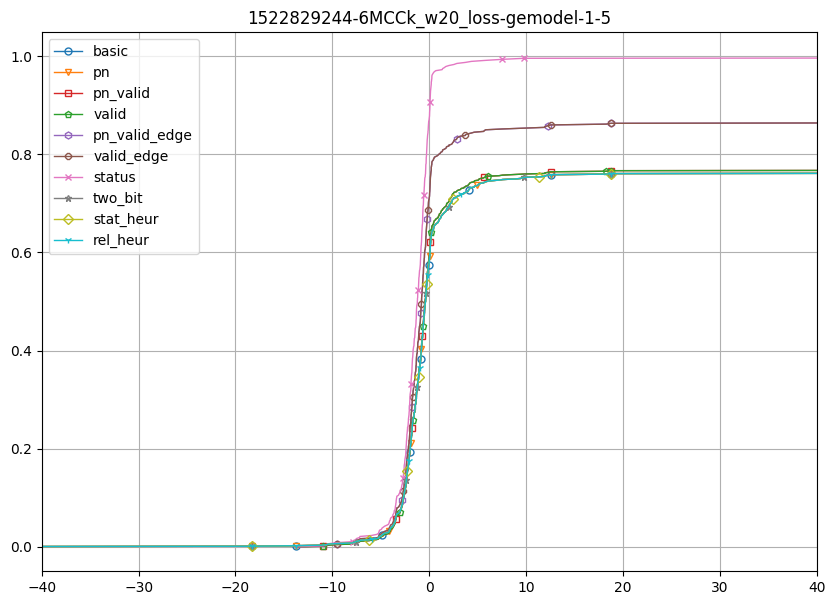 1522829244-6MCCk_w20_loss-gemodel-1-5
basic
pn
pn_valid
valid
pn_valid_edge
valid_edge
status
two_bit
stat_heur
rel_heur
1.0
0.8
0.6
0.4
0.2
0.0
−40 −30 −20 −10 0 10 20 30 40